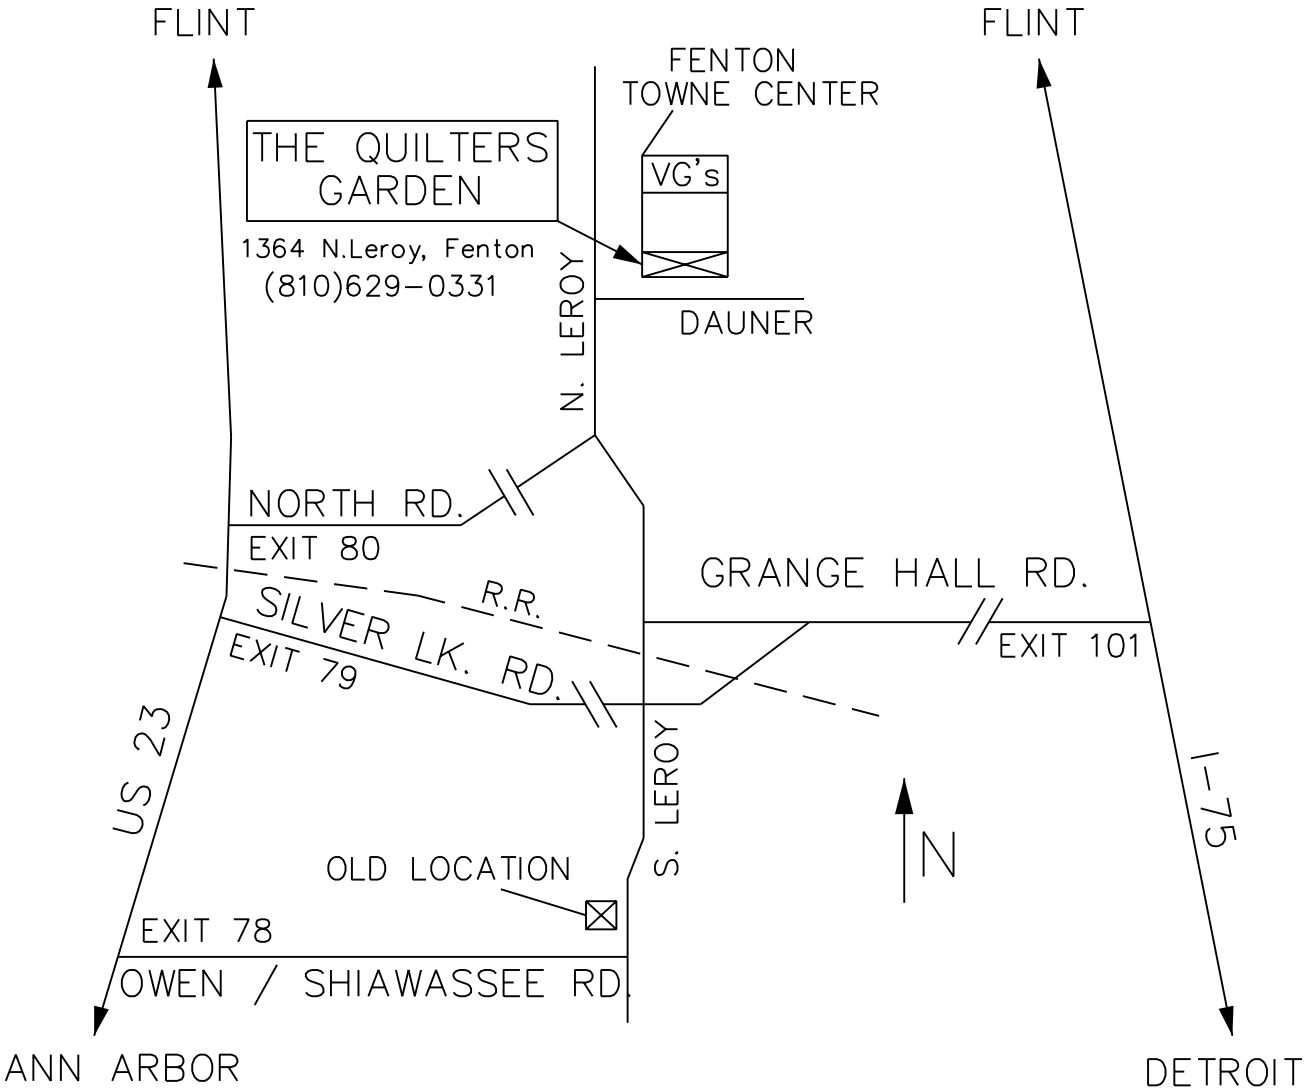 FLINT
FLINT
FENTON
TOWNE CENTER
THE QUILTERS
GARDEN
VG's
1364 N.Leroy, Fenton
(810)629-0331
N. LEROY
DAUNER
NORTH RD.
EXIT 80
R.R.
GRANGE HALL RD.
SILVER LK. RD.
EXIT 79
EXIT 101
US 23
S. LEROY
I-75
N
OLD LOCATION
EXIT 78
OWEN / SHIAWASSEE RD.
ANN ARBOR
DETROIT